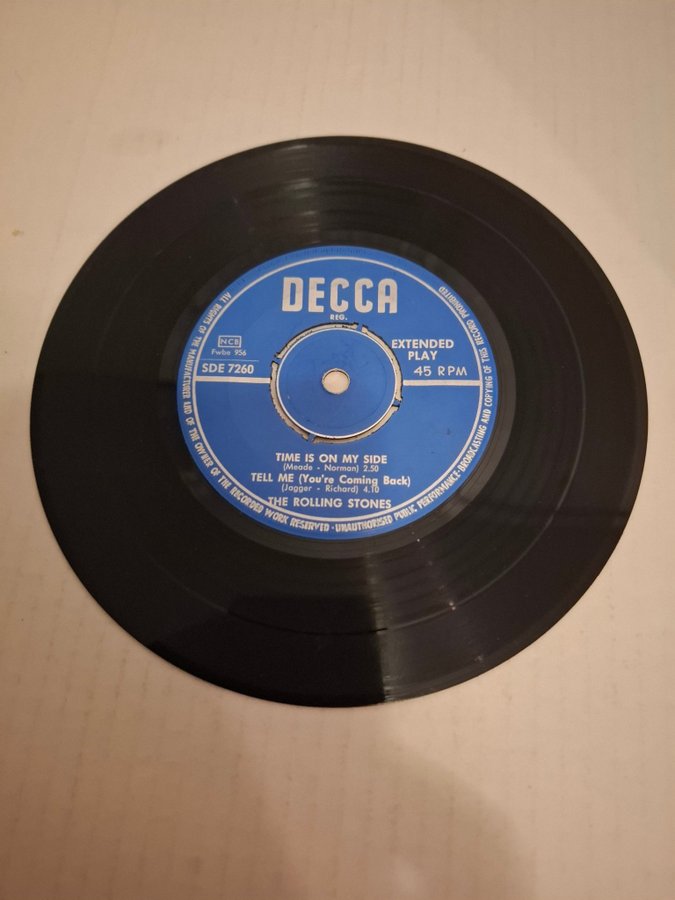 DECCA
REG.
NCB
Fwbe 956
SDE 7260
EXTENDED
PLAY
45 RPM
TIME IS ON MY SIDE
(Meade - Norman) 2.50
TELL ME (You're Coming Back)
(Jagger - Richard) 4.10
THE ROLLING STONES
ALL RIGHTS OF THE MANUFACTURER AND OF THE OWNER OF THE RECORDED WORK RESERVED · UNAUTHORISED PUBLIC PERFORMANCE · BROADCASTING AND COPYING OF THIS RECORD PROHIBITED